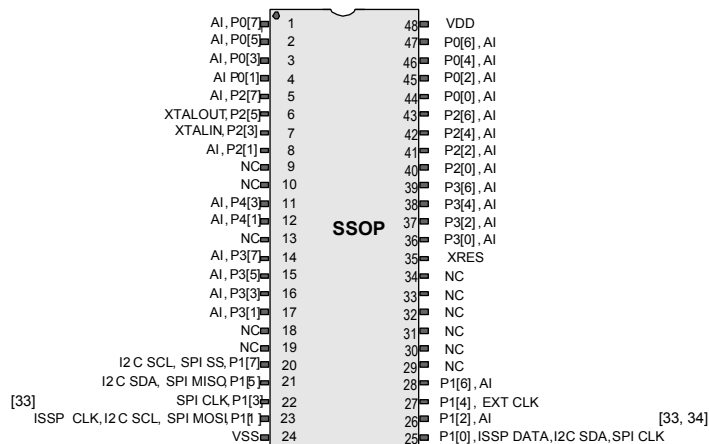 AI, P0[7] 1 48 VDD
AI, P0[5] 2 47 P0[6], AI
AI, P0[3] 3 46 P0[4], AI
AI P0[1] 4 45 P0[2], AI
AI, P2[7] 5 44 P0[0], AI
XTALOUT, P2[5] 6 43 P2[6], AI
XTALIN, P2[3] 7 42 P2[4], AI
AI, P2[1] 8 41 P2[2], AI
NC 9 40 P2[0], AI
NC 10 39 P3[6], AI
AI, P4[3] 11 38 P3[4], AI
AI, P4[1] 12 SSOP 37 P3[2], AI
NC 13 36 P3[0], AI
AI, P3[7] 14 35 XRES
AI, P3[5] 15 34 NC
AI, P3[3] 16 33 NC
AI, P3[1] 17 32 NC
NC 18 31 NC
NC 19 30 NC
I2C SCL, SPI SS, P1[7] 20 29 NC
I2C SDA, SPI MISO, P1[5] 21 28 P1[6], AI
[33] SPI CLK, P1[3] 22 27 P1[4], EXT CLK
ISSP CLK, I2C SCL, SPI MOSI, P1[1] 23 26 P1[2], AI [33, 34]
VSS 24 25 P1[0], ISSP DATA, I2C SDA, SPI CLK